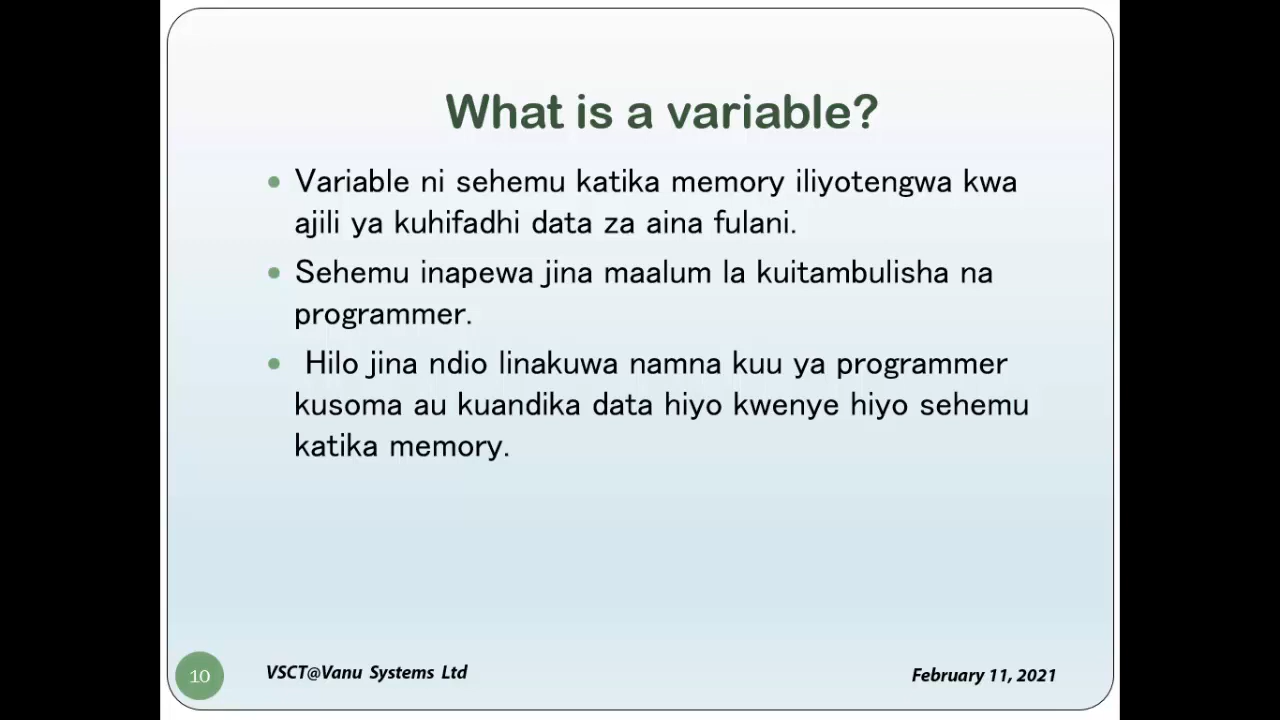 What is a variable?
• Variable ni sehemu katika memory iliyotengwa kwa
ajili ya kuhifadhi data za aina fulani.
• Sehemu inapewa jina maalum la kuitambulisha na
programmer.
• Hilo jina ndio linakuwa namna kuu ya programmer
kusoma au kuandika data hiyo kwenye hiyo sehemu
katika memory.
10
VSCT@Vanu Systems Ltd
February 11, 2021